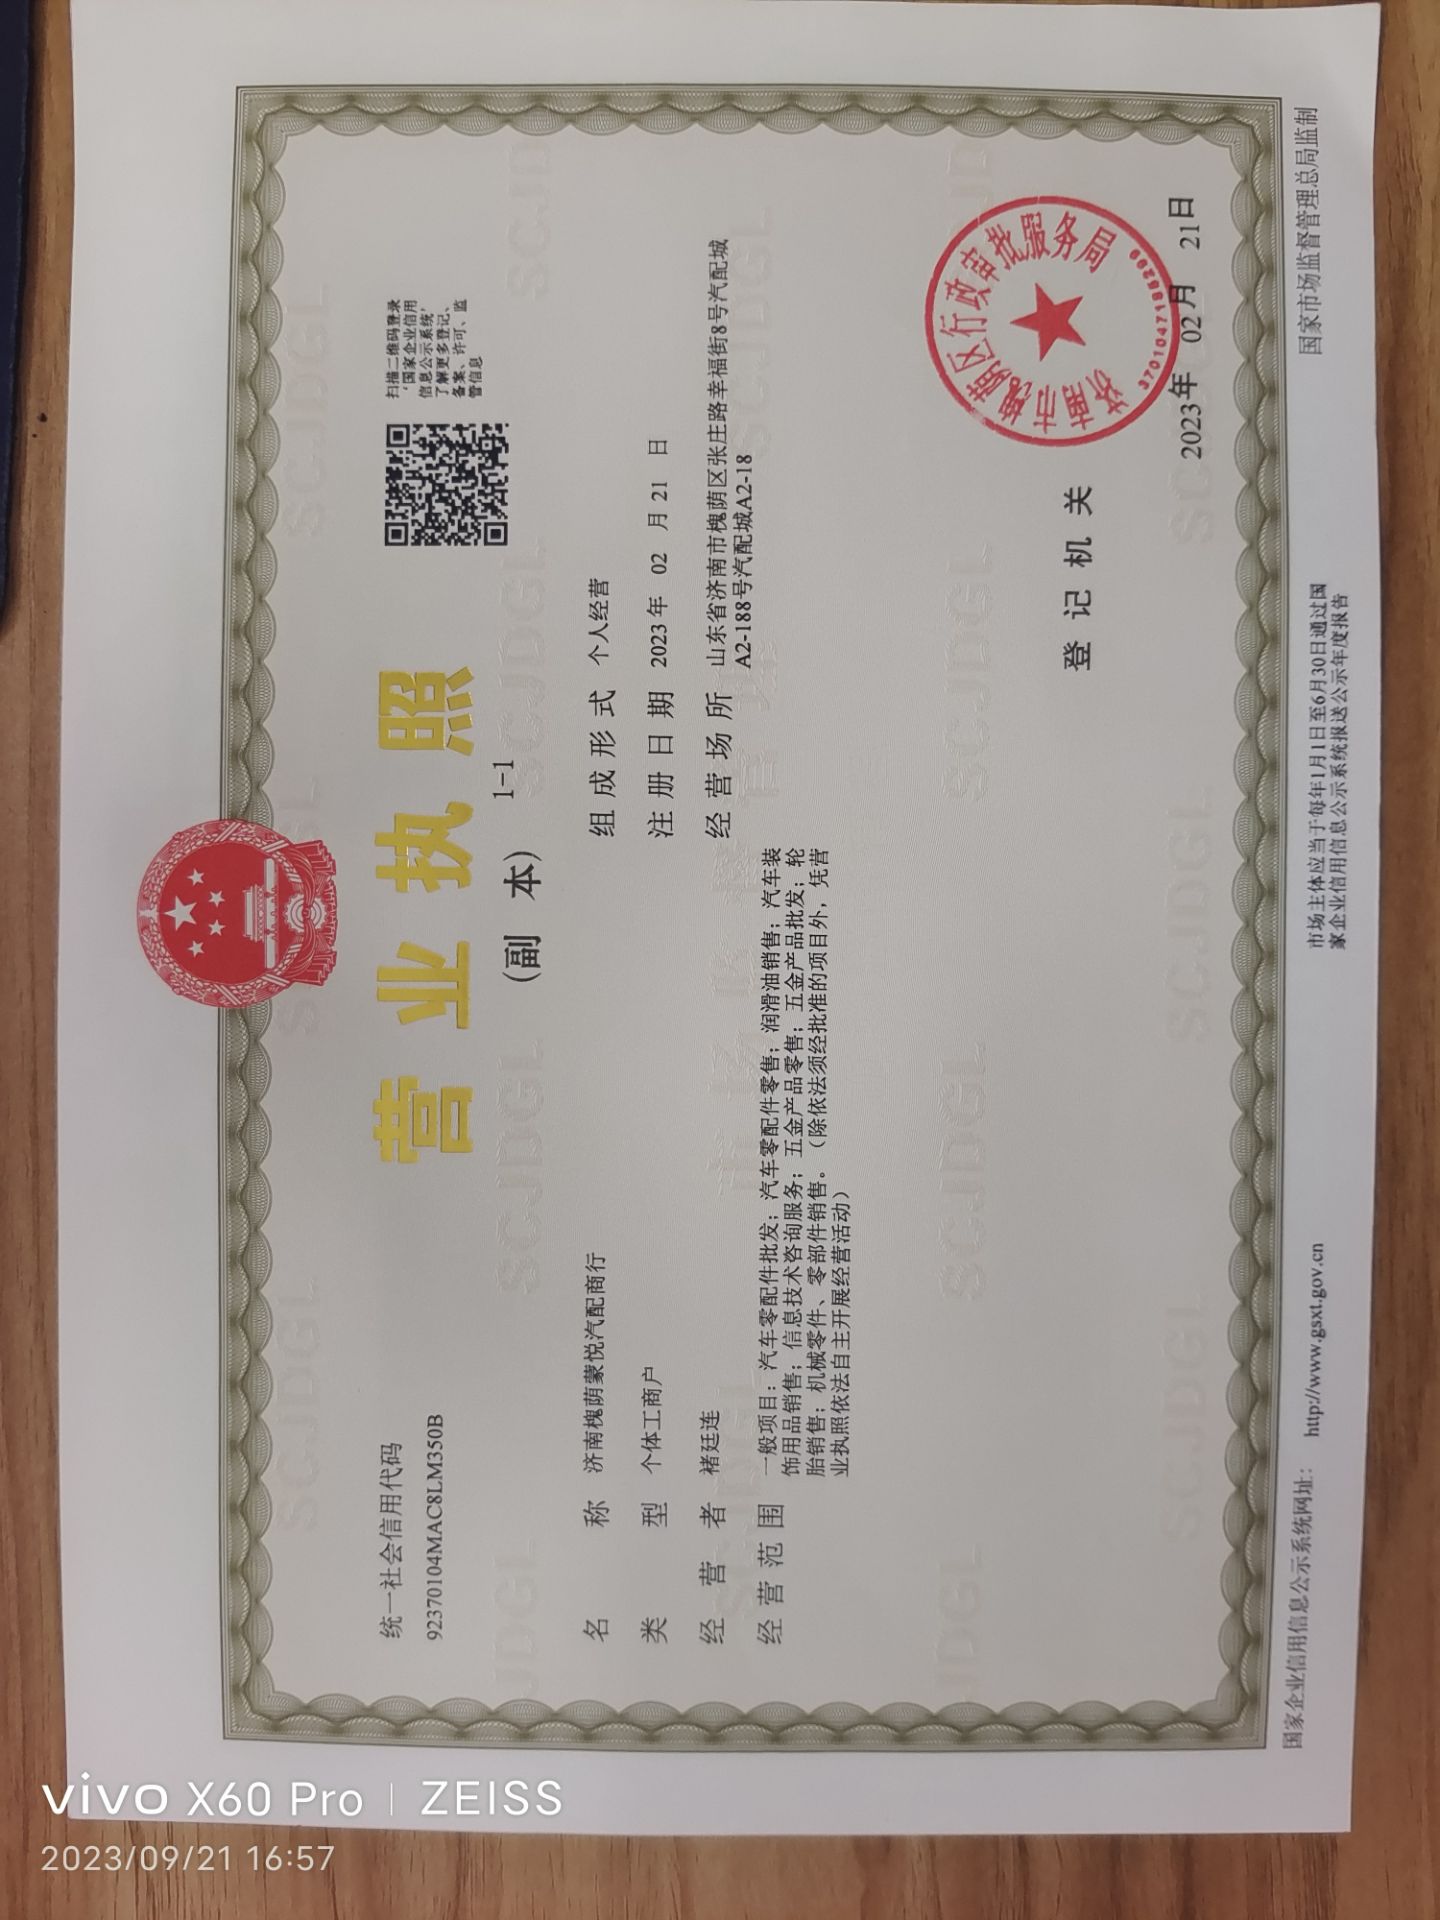 统一社会信用代码
92370104MAC8LM350B
营业执照
（副 本） 1-1
扫描二维码登录
‘国家企业信用
信息公示系统’
了解更多登记、
备案、许可、监
管信息
名 称 济南槐荫蒙悦汽配商行
类 型 个体工商户
经 营 者 褚廷连
经 营 范 围 一般项目：汽车零配件批发；汽车零配件零售；润滑油销售；汽车装
饰用品销售；信息技术咨询服务；五金产品零售；五金产品批发；轮
胎销售；机械零件、零部件销售。（除依法须经批准的项目外，凭营
业执照依法自主开展经营活动）
组 成 形 式 个人经营
注 册 日 期 2023 年 02 月 21 日
经 营 场 所 山东省济南市槐荫区张庄路幸福街8号汽配城
A2-188号汽配城A2-18
登 记 机 关
济南市槐荫区行政审批服务局
2023年 02月 21日
国家企业信用信息公示系统网址： http://www.gsxt.gov.cn
市场主体应当于每年1月1日至6月30日通过国
家企业信用信息公示系统报送公示年度报告
国家市场监督管理总局监制
vivo X60 Pro | ZEISS
2023/09/21 16:57